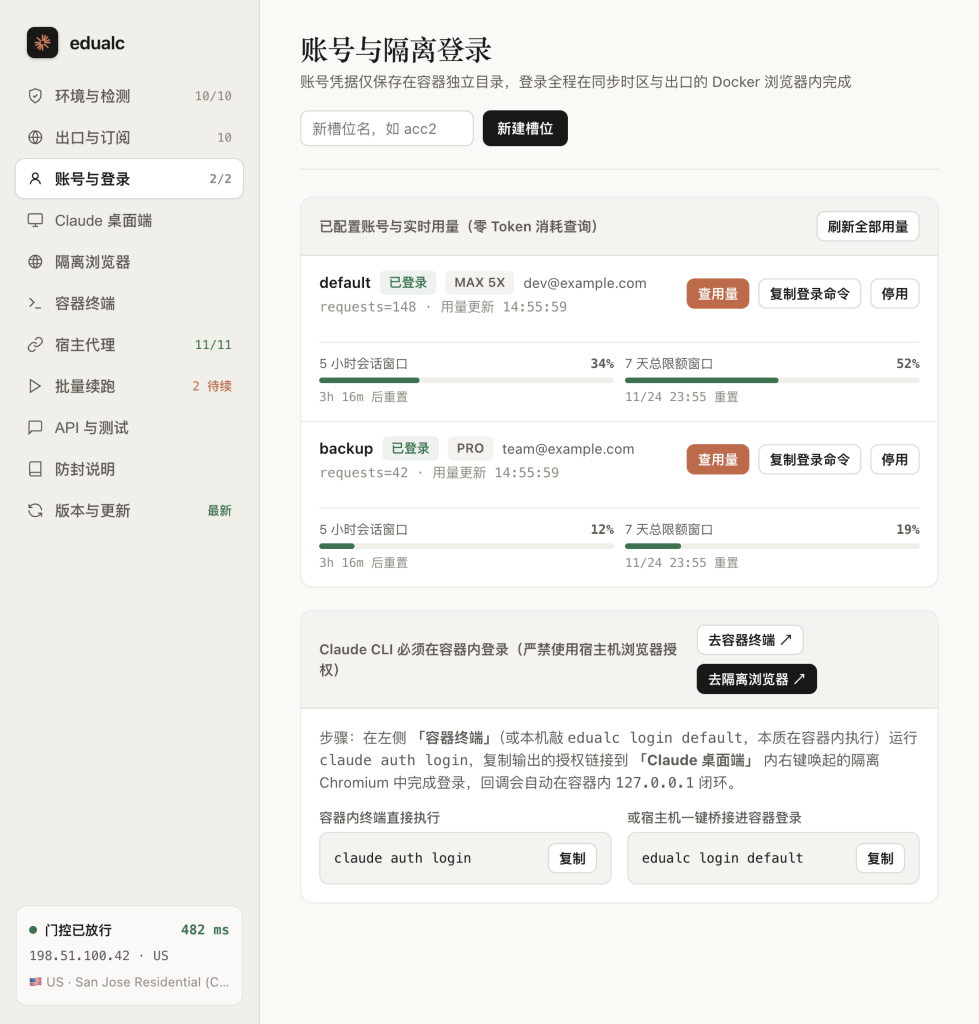 edualc
环境与检测 10/10
出口与订阅 10
账号与登录 2/2
Claude 桌面端
隔离浏览器
容器终端
宿主代理 11/11
批量续跑 2 待续
API 与测试
防封说明
版本与更新 最新
门控已放行 482 ms
198.51.100.42 · US
US · San Jose Residential (C...
账号与隔离登录
账号凭据仅保存在容器独立目录，登录全程在同步时区与出口的 Docker 浏览器内完成
新槽位名，如 acc2 新建槽位
已配置账号与实时用量（零 Token 消耗查询） 刷新全部用量
default 已登录 MAX 5X dev@example.com 查用量 复制登录命令 停用
requests=148 · 用量更新 14:55:59
5 小时会话窗口 34% 7 天总限额窗口 52%
3h 16m 后重置 11/24 23:55 重置
backup 已登录 PRO team@example.com 查用量 复制登录命令 停用
requests=42 · 用量更新 14:55:59
5 小时会话窗口 12% 7 天总限额窗口 19%
3h 16m 后重置 11/24 23:55 重置
Claude CLI 必须在容器内登录（严禁使用宿主机浏览器授
权）
去容器终端 ↗
去隔离浏览器 ↗
步骤：在左侧 「容器终端」（或本机敲 edualc login default，本质在容器内执行）运行
claude auth login，复制输出的授权链接到 「Claude 桌面端」 内右键唤起的隔离
Chromium 中完成登录，回调会自动在容器内 127.0.0.1 闭环。
容器内终端直接执行 或宿主机一键桥接进容器登录
claude auth login 复制 edualc login default 复制